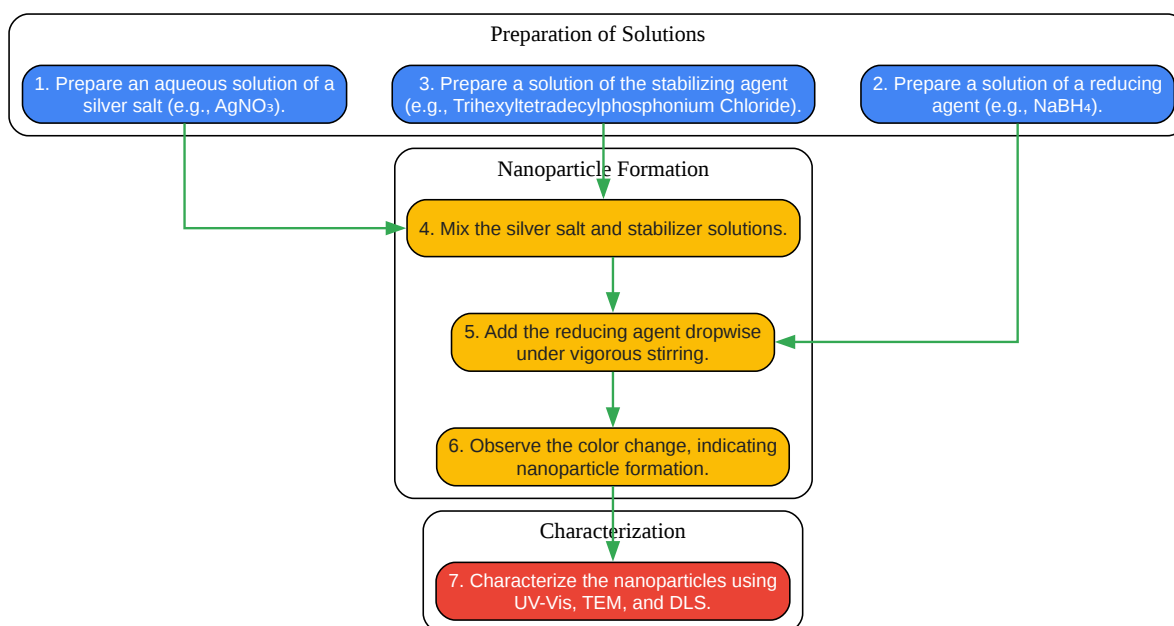 Preparation of Solutions
1. Prepare an aqueous solution of a
silver salt (e.g., AgNO₃).
3. Prepare a solution of the stabilizing agent
(e.g., Trihexyltetradecylphosphonium Chloride).
2. Prepare a solution of a reducing
agent (e.g., NaBH₄).
Nanoparticle Formation
4. Mix the silver salt and stabilizer solutions.
5. Add the reducing agent dropwise
under vigorous stirring.
6. Observe the color change, indicating
nanoparticle formation.
Characterization
7. Characterize the nanoparticles using
UV-Vis, TEM, and DLS.